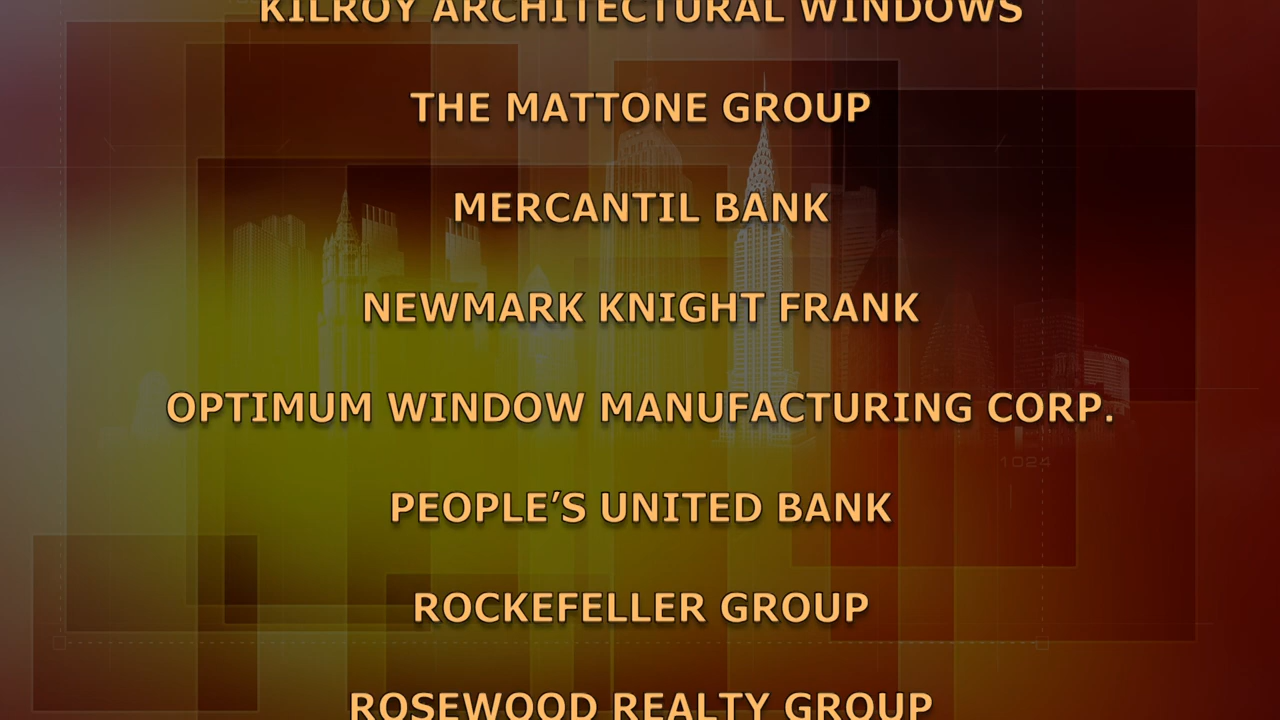 KILROY ARCHITECTURAL WINDOWS
THE MATTONE GROUP
MERCANTIL BANK
NEWMARK KNIGHT FRANK
OPTIMUM WINDOW MANUFACTURING CORP.
1024
PEOPLE’S UNITED BANK
ROCKEFELLER GROUP
ROSEWOOD REALTY GROUP